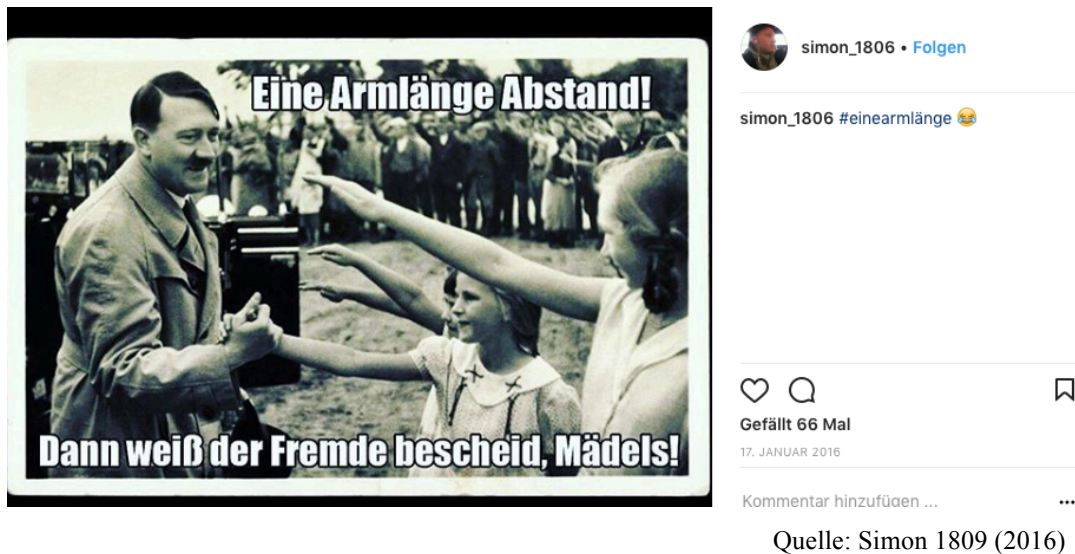 Eine Armlänge Abstand!
Dann weiß der Fremde bescheid, Mädels!
simon_1806 • Folgen
simon_1806 #einearmlänge 😂
Gefällt 66 Mal
17. JANUAR 2016
Kommentar hinzufügen ...
Quelle: Simon 1809 (2016)